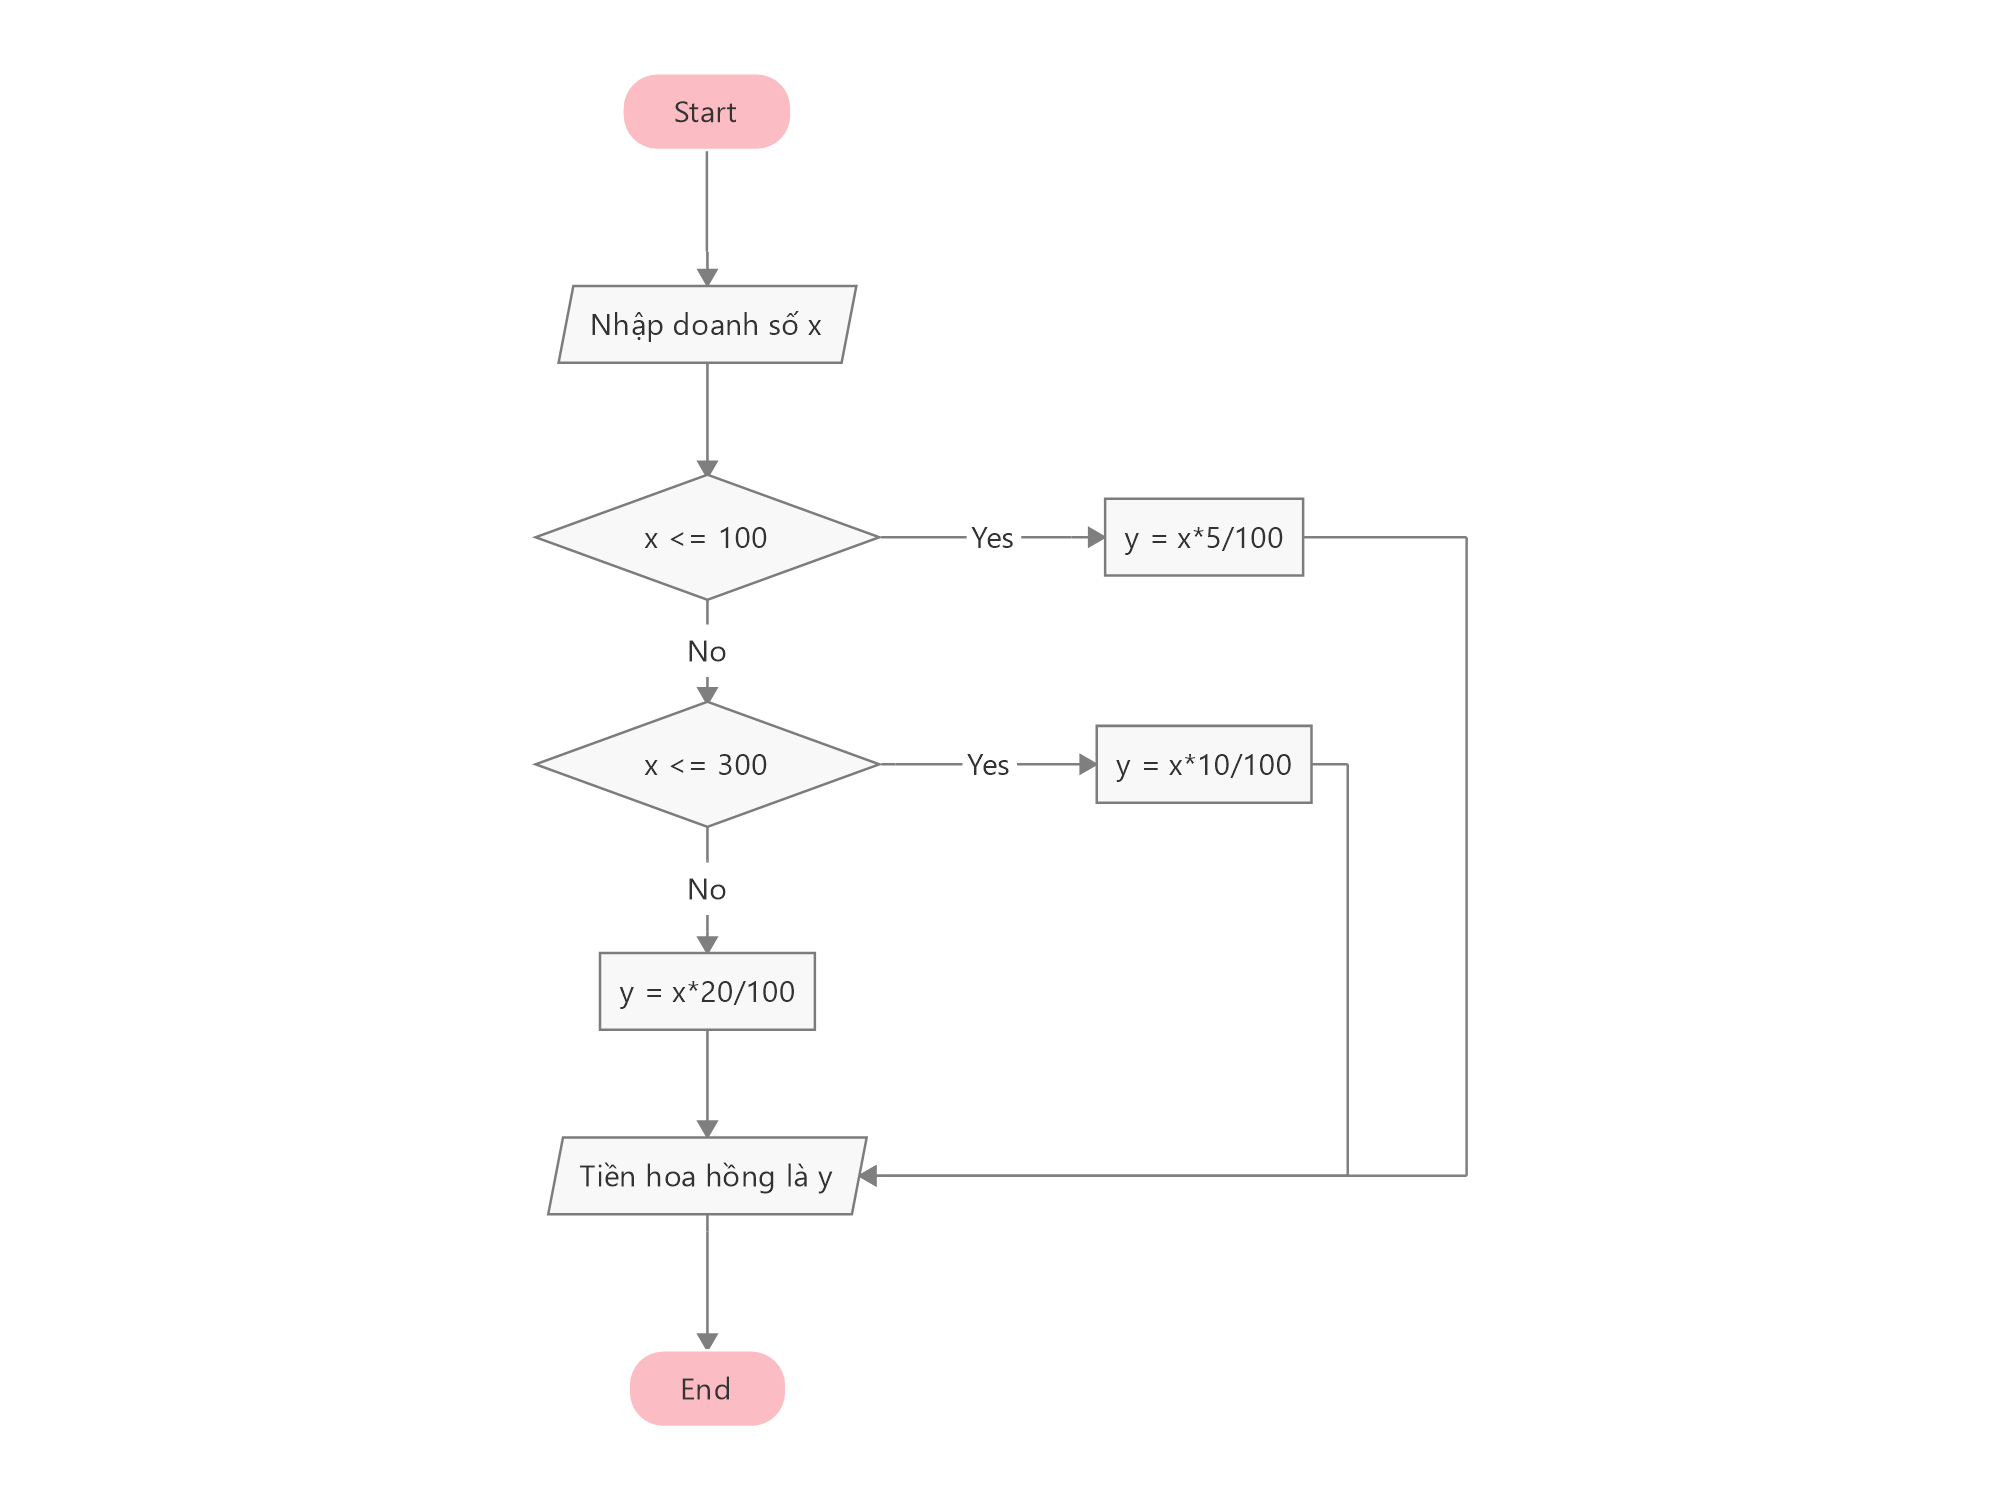 Start
Nhập doanh số x
x <= 100
Yes
y = x*5/100
No
x <= 300
Yes
y = x*10/100
No
y = x*20/100
Tiền hoa hồng là y
End